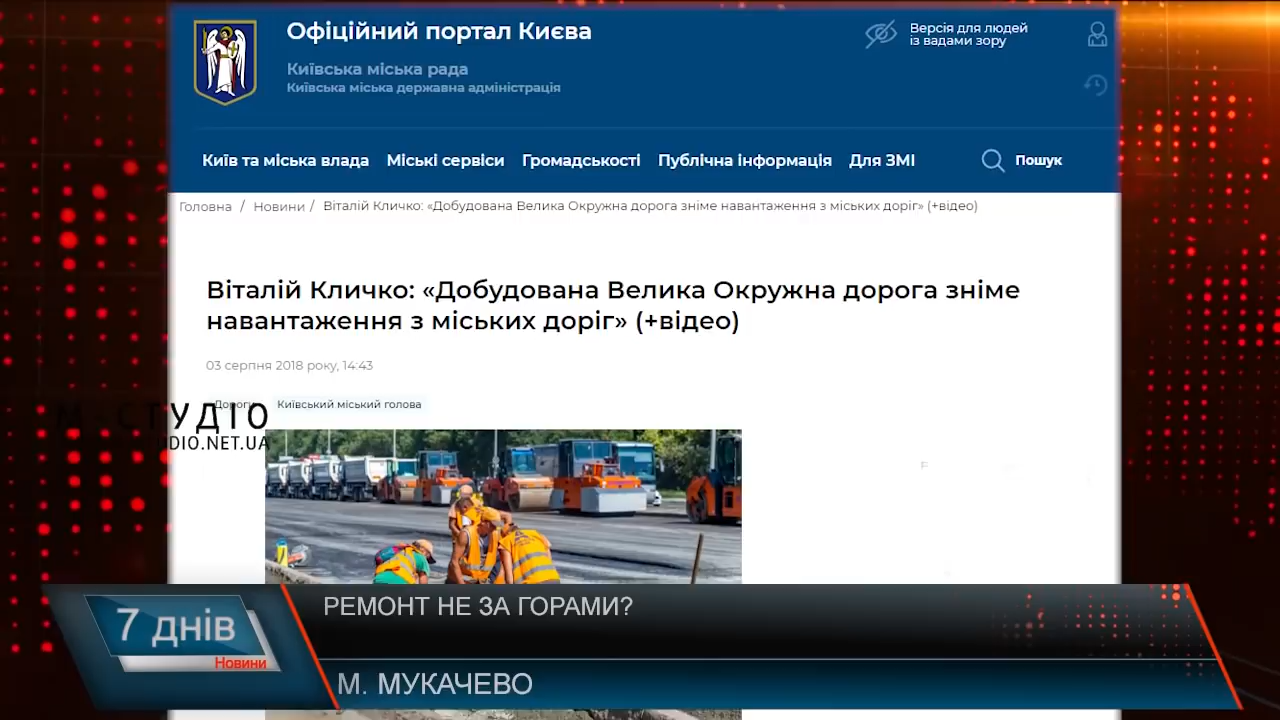 Офіційний портал Києва
Київська міська рада
Київська міська державна адміністрація
Версія для людей
із вадами зору
Київ та міська влада Міські сервіси Громадськості Публічна інформація Для ЗМІ Пошук
Головна / Новини / Віталій Кличко: «Добудована Велика Окружна дорога зніме навантаження з міських доріг» (+відео)
Віталій Кличко: «Добудована Велика Окружна дорога зніме
навантаження з міських доріг» (+відео)
03 серпня 2018 року, 14:43
Дороги Київський міський голова
М-СТУДІО
UDIO.NET.UA
РЕМОНТ НЕ ЗА ГОРАМИ?
7 днів
Новини
М. МУКАЧЕВО